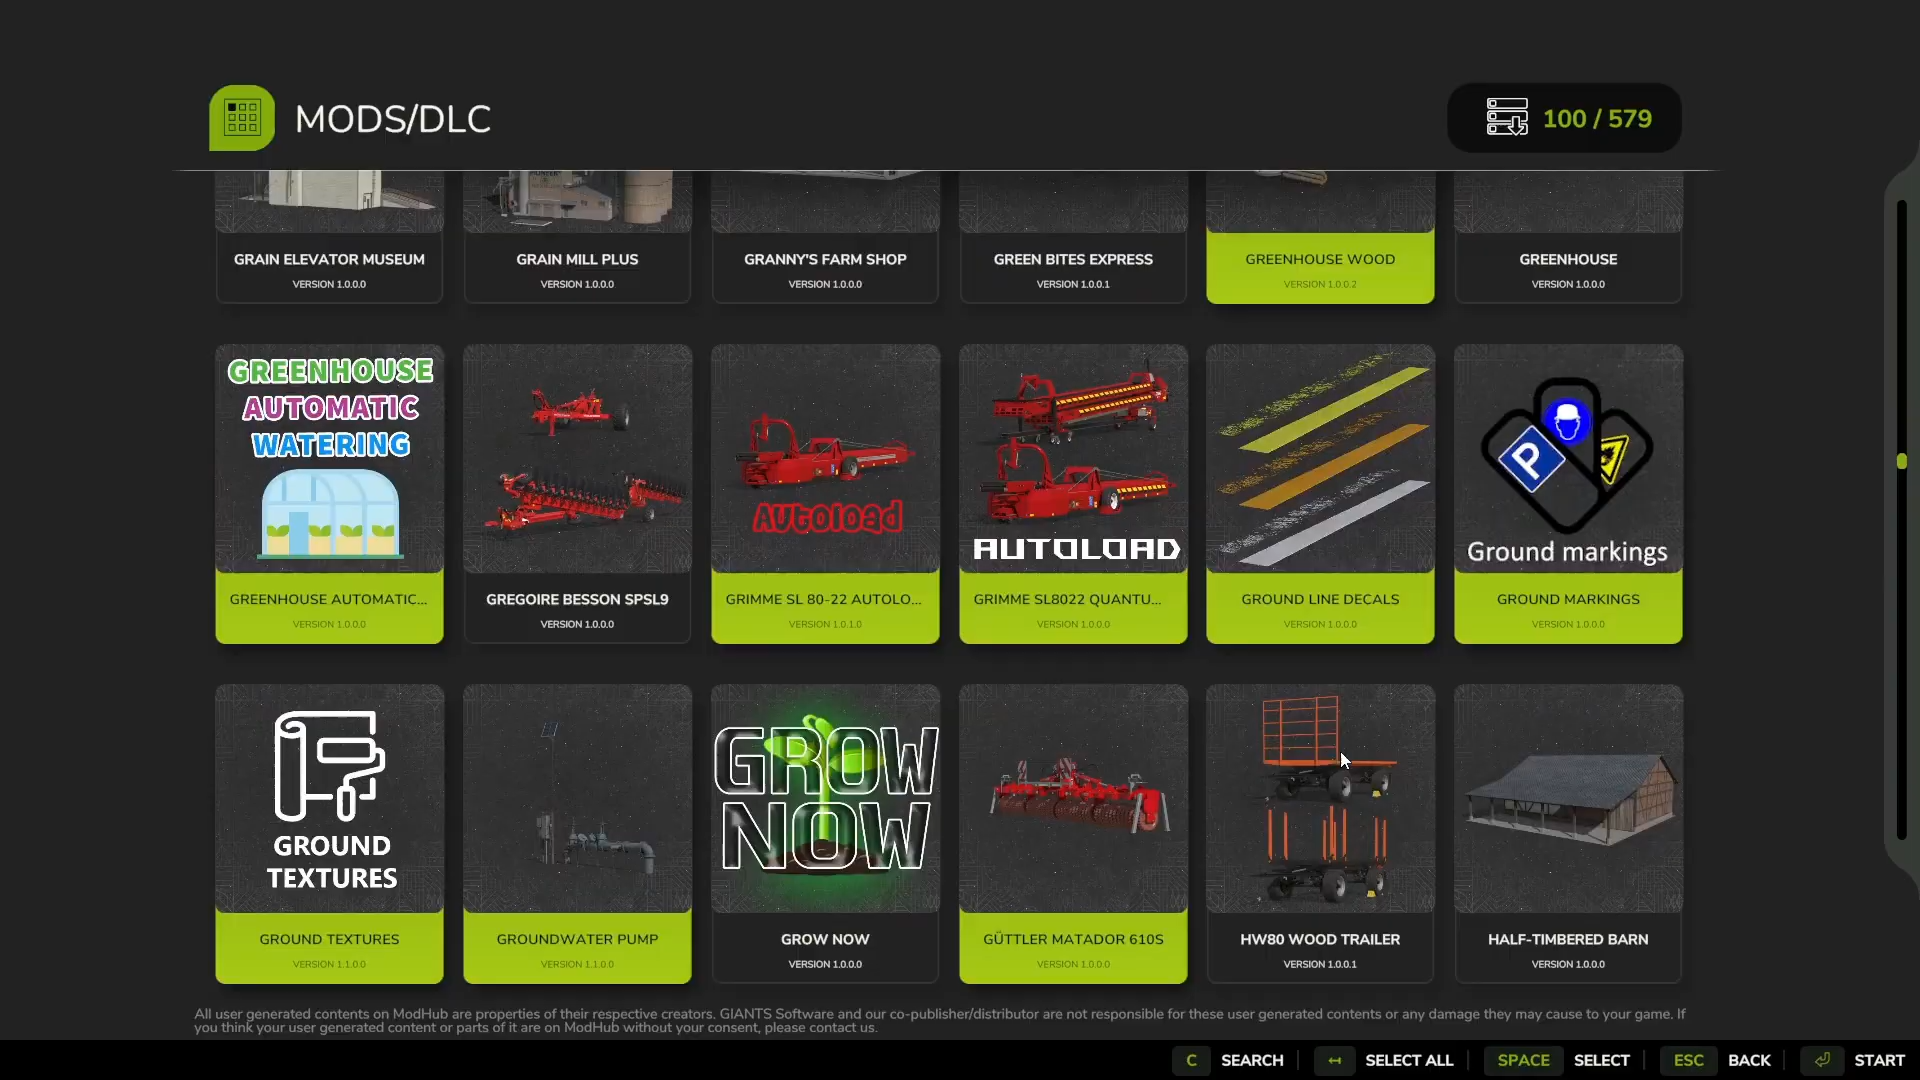 MODS/DLC
100 / 579
PIONEER
GRAIN ELEVATOR MUSEUM
VERSION 1.0.0.0
GRAIN MILL PLUS
VERSION 1.0.0.0
GRANNY'S FARM SHOP
VERSION 1.0.0.0
GREEN BITES EXPRESS
VERSION 1.0.0.1
GREENHOUSE WOOD
VERSION 1.0.0.2
GREENHOUSE
VERSION 1.0.0.0
GREENHOUSE
AUTOMATIC
WATERING
Autoload
AUTOLOAD
P
Ground markings
GREENHOUSE AUTOMATIC...
VERSION 1.0.0.0
GREGOIRE BESSON SPSL9
VERSION 1.0.0.0
GRIMME SL 80-22 AUTOLO...
VERSION 1.0.1.0
GRIMME SL8022 QUANTU...
VERSION 1.0.0.0
GROUND LINE DECALS
VERSION 1.0.0.0
GROUND MARKINGS
VERSION 1.0.0.0
GROUND
TEXTURES
GROW
NOW
GROUND TEXTURES
VERSION 1.1.0.0
GROUNDWATER PUMP
VERSION 1.1.0.0
GROW NOW
VERSION 1.0.0.0
GÜTTLER MATADOR 610S
VERSION 1.0.0.0
HW80 WOOD TRAILER
VERSION 1.0.0.1
HALF-TIMBERED BARN
VERSION 1.0.0.0
All user generated contents on ModHub are properties of their respective creators. GIANTS Software and our co-publisher/distributor are not responsible for these user generated contents or any damage they may cause to your game. If
you think your user generated content or parts of it are on ModHub without your consent, please contact us.
C SEARCH SELECT ALL SPACE SELECT ESC BACK START